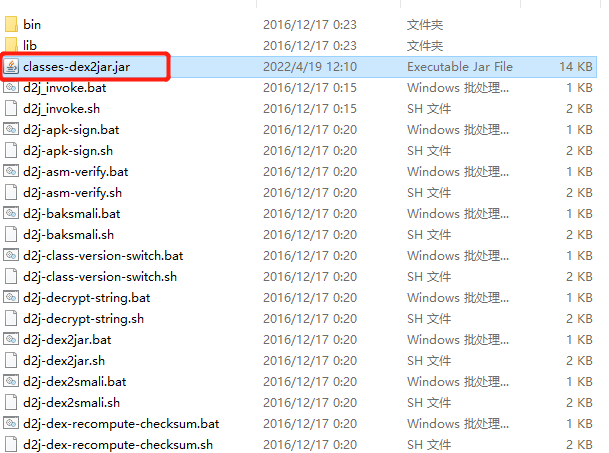 bin 2016/12/17 0:23 文件夹
lib 2016/12/17 0:23 文件夹
classes-dex2jar.jar 2022/4/19 12:10 Executable Jar File 14 KB
d2j_invoke.bat 2016/12/17 0:15 Windows 批处理... 1 KB
d2j_invoke.sh 2016/12/17 0:15 SH 文件 2 KB
d2j-apk-sign.bat 2016/12/17 0:20 Windows 批处理... 1 KB
d2j-apk-sign.sh 2016/12/17 0:20 SH 文件 2 KB
d2j-asm-verify.bat 2016/12/17 0:20 Windows 批处理... 1 KB
d2j-asm-verify.sh 2016/12/17 0:20 SH 文件 2 KB
d2j-baksmali.bat 2016/12/17 0:20 Windows 批处理... 1 KB
d2j-baksmali.sh 2016/12/17 0:20 SH 文件 2 KB
d2j-class-version-switch.bat 2016/12/17 0:20 Windows 批处理... 1 KB
d2j-class-version-switch.sh 2016/12/17 0:20 SH 文件 2 KB
d2j-decrypt-string.bat 2016/12/17 0:20 Windows 批处理... 1 KB
d2j-decrypt-string.sh 2016/12/17 0:20 SH 文件 2 KB
d2j-dex2jar.bat 2016/12/17 0:20 Windows 批处理... 1 KB
d2j-dex2jar.sh 2016/12/17 0:20 SH 文件 2 KB
d2j-dex2smali.bat 2016/12/17 0:20 Windows 批处理... 1 KB
d2j-dex2smali.sh 2016/12/17 0:20 SH 文件 2 KB
d2j-dex-recompute-checksum.bat 2016/12/17 0:20 Windows 批处理... 1 KB
d2j-dex-recompute-checksum.sh 2016/12/17 0:20 SH 文件 2 KB